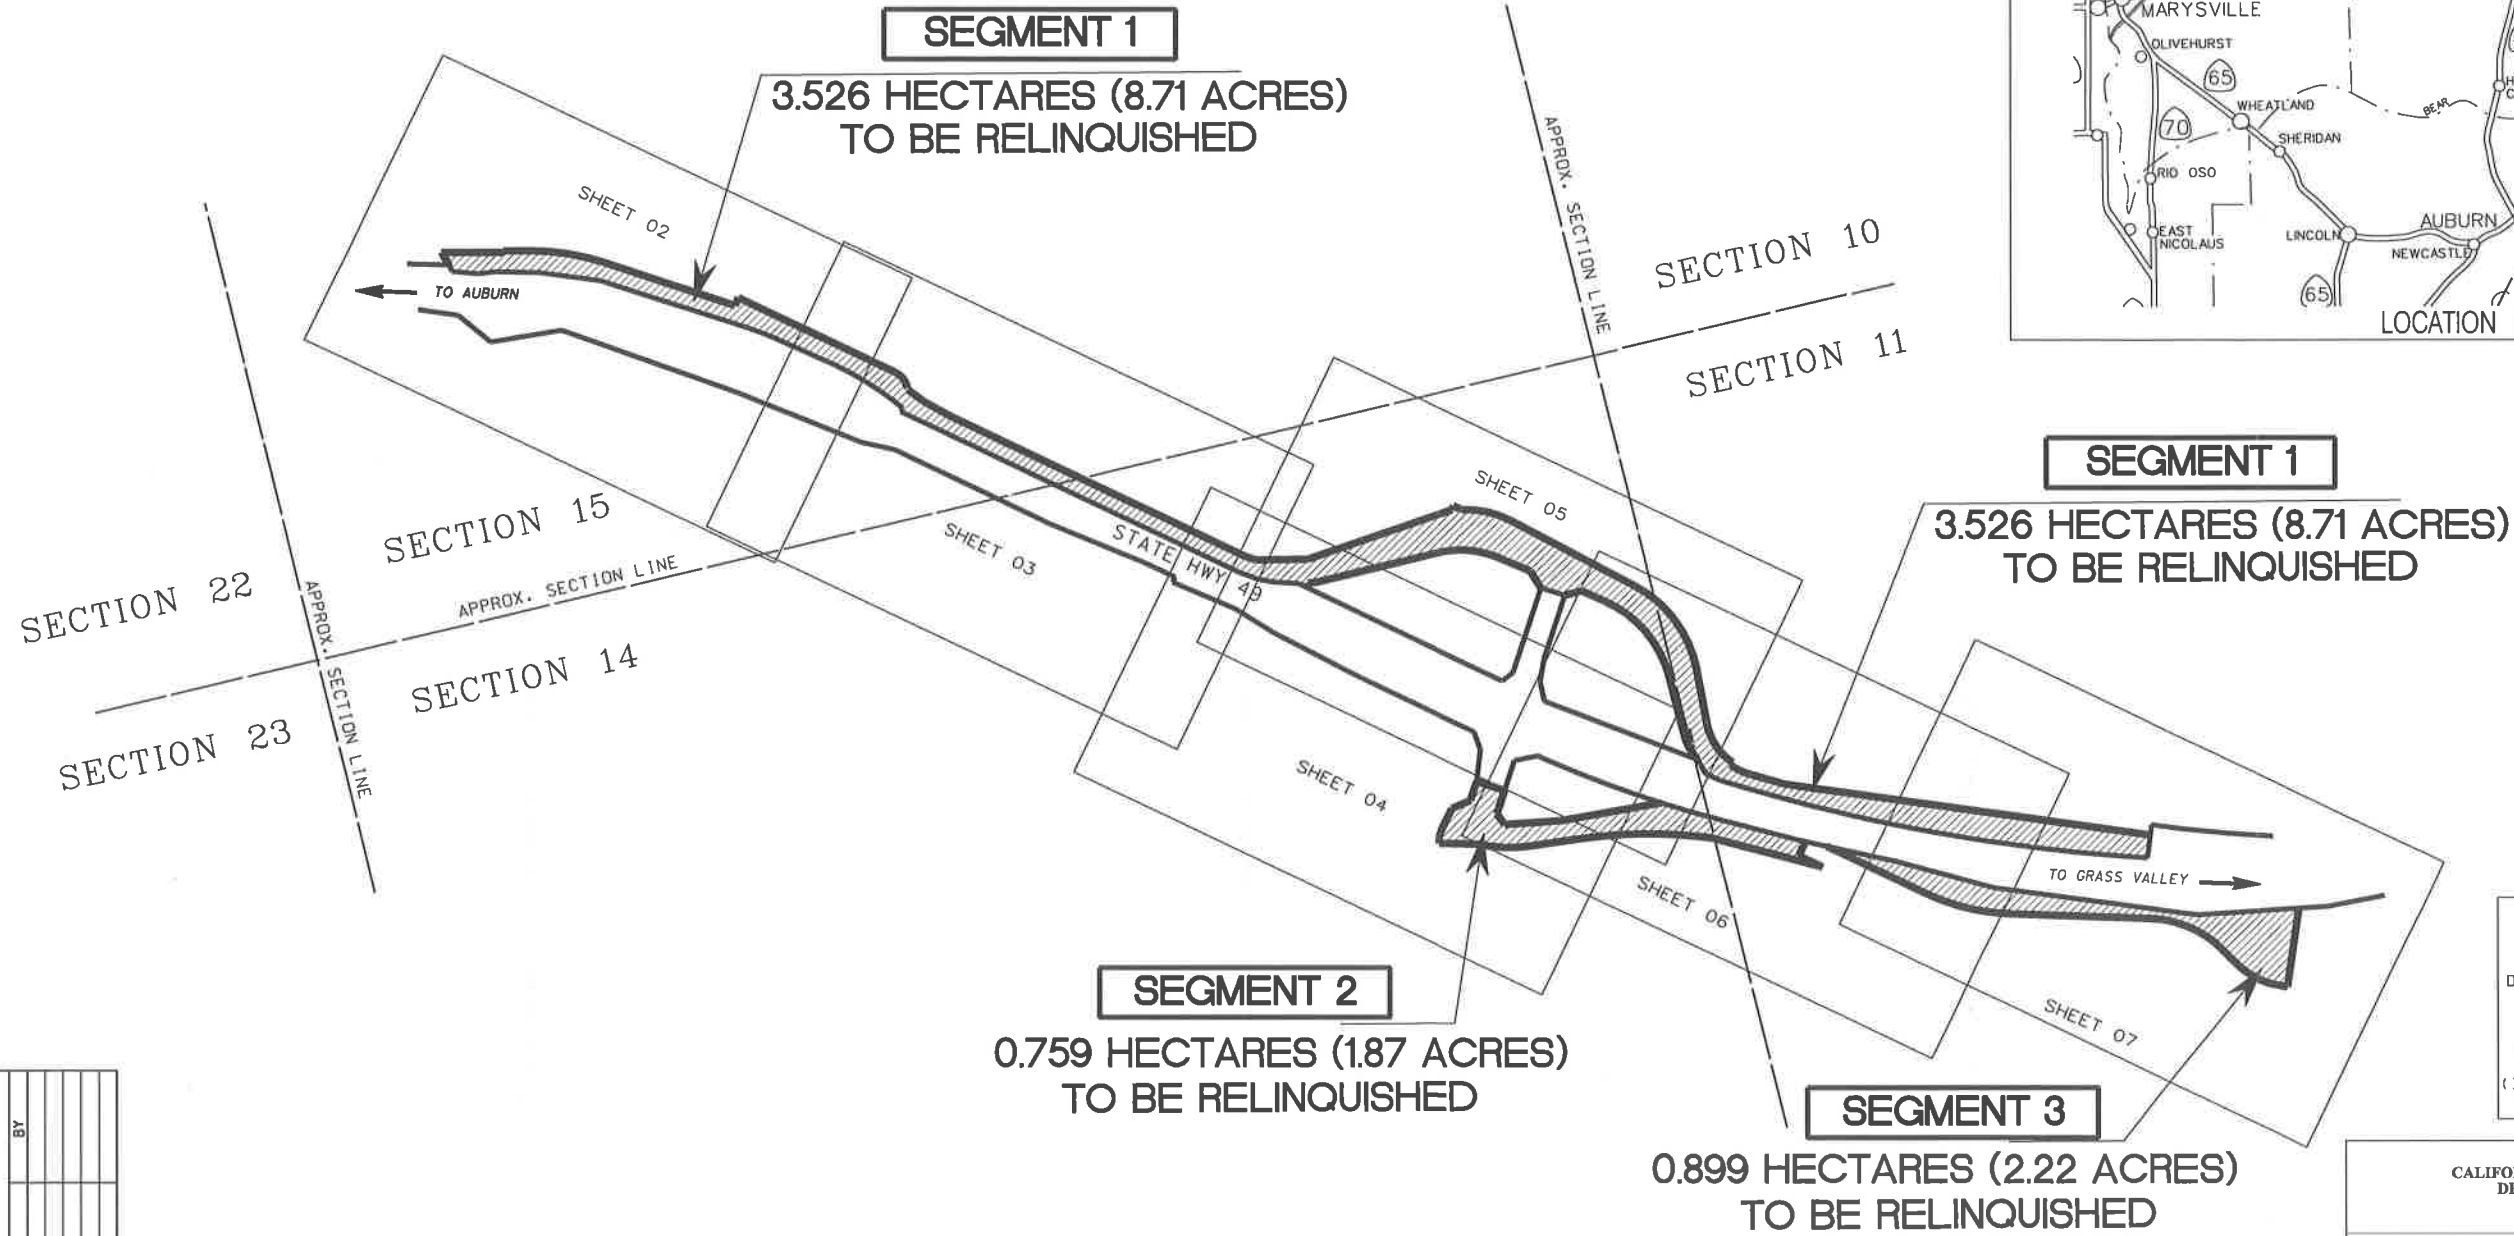 SEGMENT 1
3.526 HECTARES (8.71 ACRES)
TO BE RELINQUISHED
SHEET 02
TO AUBURN
APPROX. SECTION LINE
SECTION 10
SECTION 11
MARYSVILLE
OLIVEHURST
65
WHEATLAND
BEAR
70
SHERIDAN
RIO OSO
EAST
NICOLAUS
LINCOLN
AUBURN
NEWCASTLE
65
LOCATION
SEGMENT 1
3.526 HECTARES (8.71 ACRES)
TO BE RELINQUISHED
SHEET 05
SECTION 15
SECTION 22
APPROX. SECTION LINE
SHEET 03
STATE HWY 49
APPROX. SECTION LINE
SECTION 14
SECTION 23
SHEET 04
SHEET 06
TO GRASS VALLEY
SHEET 07
SEGMENT 2
0.759 HECTARES (1.87 ACRES)
TO BE RELINQUISHED
SEGMENT 3
0.899 HECTARES (2.22 ACRES)
TO BE RELINQUISHED
BY